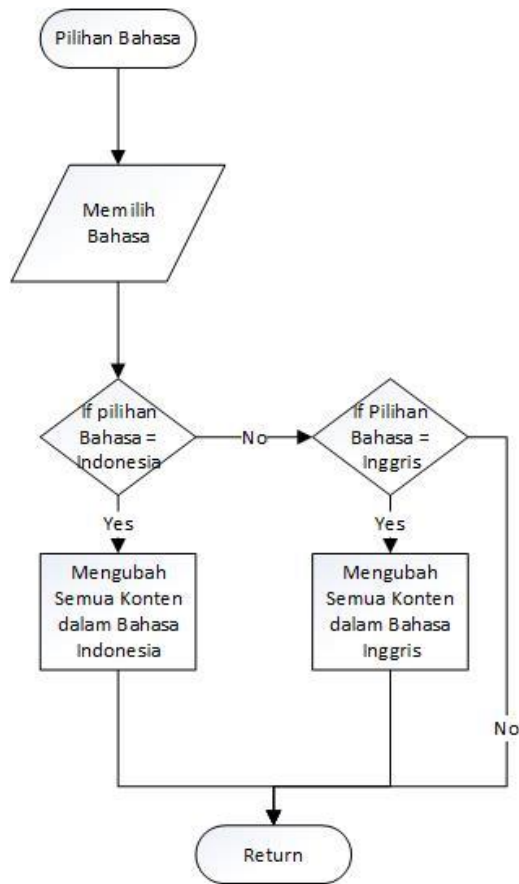 Pilihan Bahasa
Memilih
Bahasa
If pilihan
Bahasa =
Indonesia
No
If Pilihan
Bahasa =
Inggris
Yes
Yes
Mengubah
Semua Konten
dalam Bahasa
Indonesia
Mengubah
Semua Konten
dalam Bahasa
Inggris
No
Return